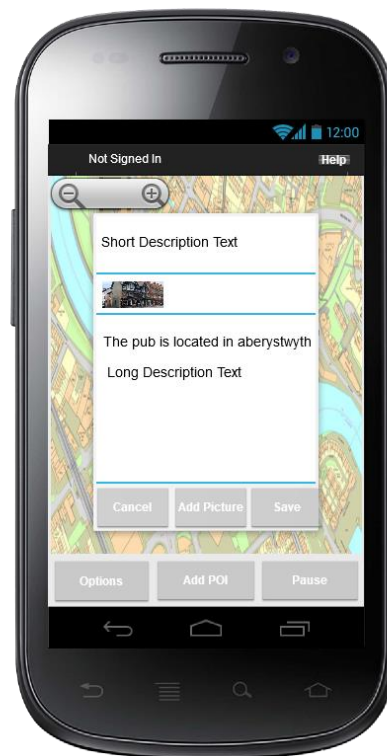 12:00
Not Signed In
Help
Short Description Text
The pub is located in aberystwyth
Long Description Text
Cancel
Add Picture
Save
Options
Add POI
Pause